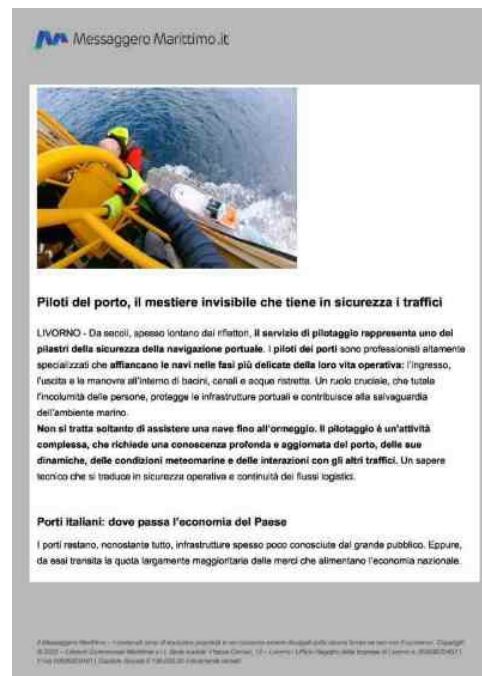 Messaggero Marittimo.it
Piloti del porto, il mestiere invisibile che tiene in sicurezza i traffici
LIVORNO - Da secoli, spesso lontano dai riflettori, il servizio di pilotaggio rappresenta uno dei
pilastri della sicurezza della navigazione portuale. I piloti dei porti sono professionisti altamente
specializzati che affiancano le navi nelle fasi più delicate della loro vita operativa: l'ingresso,
l'uscita e le manovre all'interno di bacini, canali e acque ristrette. Un ruolo cruciale, che tutela
l'incolumità delle persone, protegge le infrastrutture portuali e contribuisce alla salvaguardia
dell'ambiente marino.
Non si tratta soltanto di assistere una nave fino all'ormeggio. Il pilotaggio è un'attività
complessa, che richiede una conoscenza profonda e aggiornata del porto, delle sue
dinamiche, delle condizioni meteomarine e delle interazioni con gli altri traffici. Un sapere
tecnico che si traduce in sicurezza operativa e continuità dei flussi logistici.
Porti italiani: dove passa l'economia del Paese
I porti restano, nonostante tutto, infrastrutture spesso poco conosciute dal grande pubblico. Eppure,
da essi transita la quota largamente maggioritaria delle merci che alimentano l'economia nazionale.